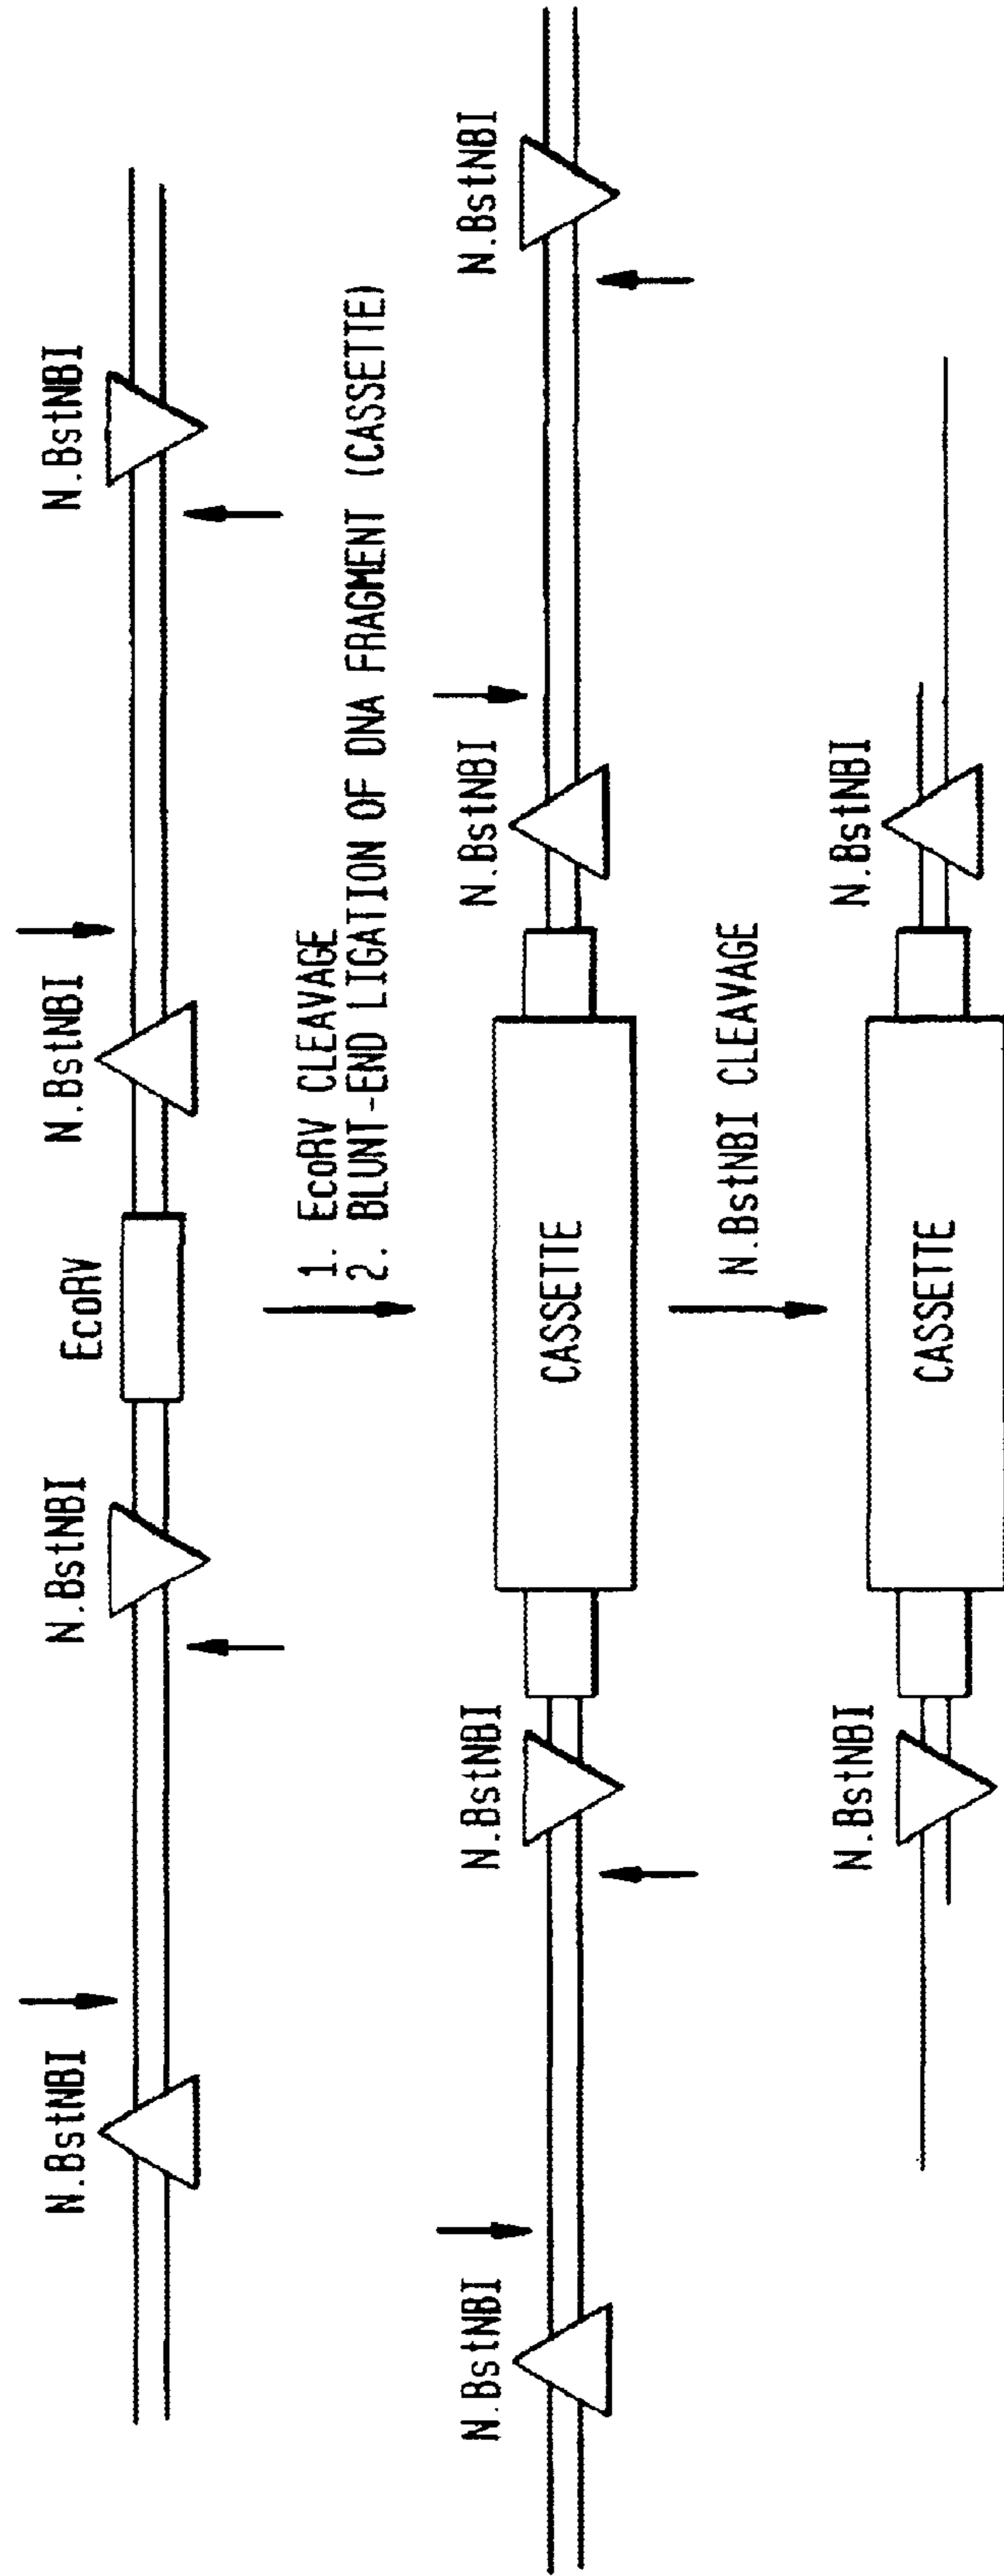 N.BstNBI
N.BstNBI
EcoRV
N.BstNBI
N.BstNBI
1. EcoRV CLEAVAGE
2. BLUNT-END LIGATION OF DNA FRAGMENT (CASSETTE)
N.BstNBI
N.BstNBI
CASSETTE
N.BstNBI
N.BstNBI
N.BstNBI CLEAVAGE
N.BstNBI
CASSETTE
N.BstNBI